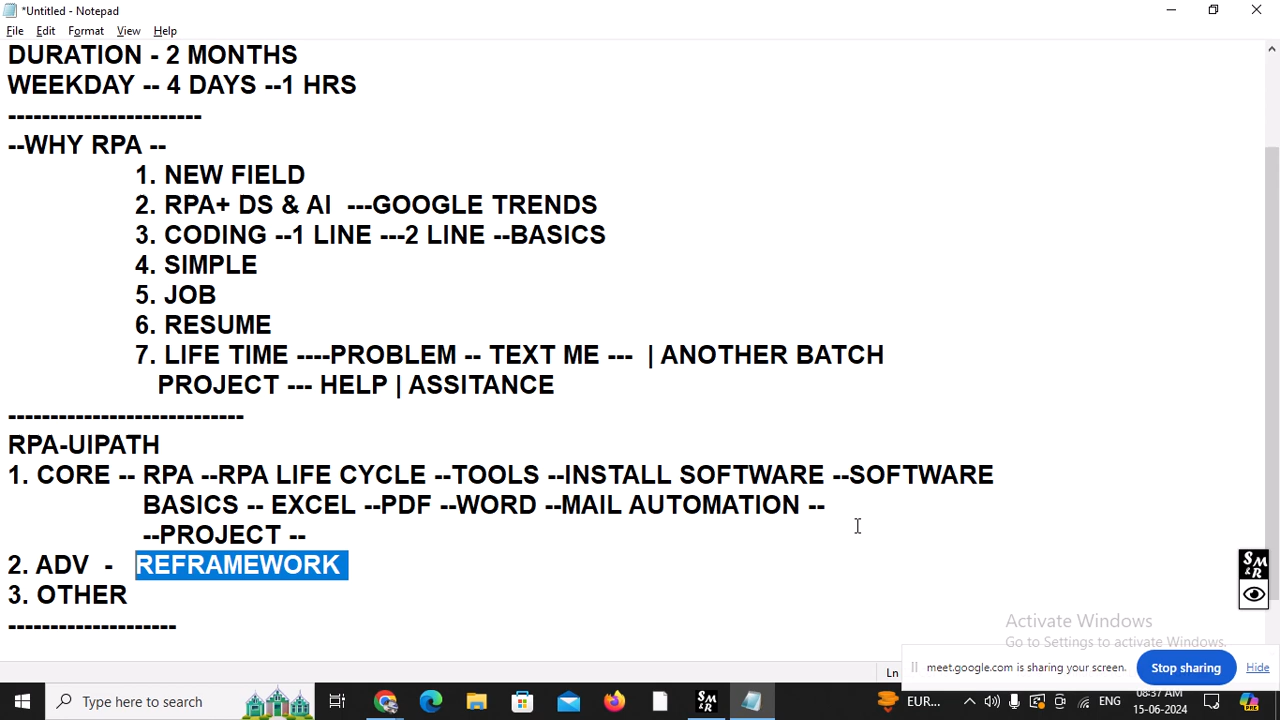 *Untitled - Notepad
File Edit Format View Help
DURATION - 2 MONTHS
WEEKDAY -- 4 DAYS --1 HRS
-----------------------
--WHY RPA --
1. NEW FIELD
2. RPA+ DS & AI ---GOOGLE TRENDS
3. CODING --1 LINE ---2 LINE --BASICS
4. SIMPLE
5. JOB
6. RESUME
7. LIFE TIME ----PROBLEM -- TEXT ME --- | ANOTHER BATCH
PROJECT --- HELP | ASSITANCE
----------------------------
RPA-UIPATH
1. CORE -- RPA --RPA LIFE CYCLE --TOOLS --INSTALL SOFTWARE --SOFTWARE
BASICS -- EXCEL --PDF --WORD --MAIL AUTOMATION --
--PROJECT --
2. ADV - REFRAMEWORK
3. OTHER
--------------------
SM&R
Activate Windows
Go to Settings to activate Windows.
Ln
meet.google.com is sharing your screen. Stop sharing Hide
Type here to search
EUR... ENG
08:37 AM
15-06-2024